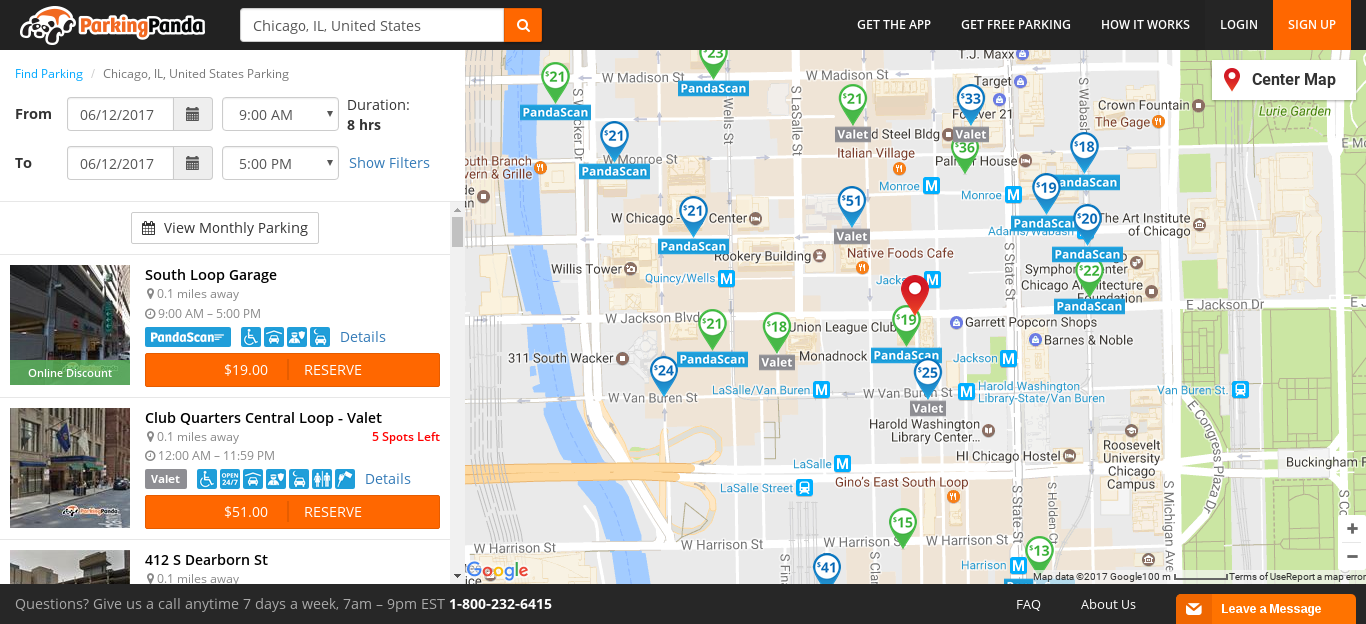 ParkingPanda
Chicago, IL, United States
GET THE APP
GET FREE PARKING
HOW IT WORKS
LOGIN
SIGN UP
Find Parking / Chicago, IL, United States Parking
From
06/12/2017
9:00 AM
Duration:
8 hrs
To
06/12/2017
5:00 PM
Show Filters
View Monthly Parking
South Loop Garage
0.1 miles away
9:00 AM – 5:00 PM
PandaScan
Details
Online Discount
$19.00
RESERVE
Club Quarters Central Loop - Valet
0.1 miles away
5 Spots Left
12:00 AM – 11:59 PM
Valet
OPEN 24/7
Details
ParkingPanda
$51.00
RESERVE
412 S Dearborn St
0.1 miles away
$23
PandaScan
T.J. Maxx
Center Map
$21
PandaScan
W Madison St
W Madison St
Target
$21
Valet
$33
Valet
Forever 21
Crown Fountain
The Gage
Lurie Garden
S Wacker Dr
Wells St
S LaSalle St
S Wabash
$21
PandaScan
d Steel Bldg
Italian Village
$36
Palmer House
$18
PandaScan
W Monroe St
outh Branch
vern & Grille
Monroe
Monroe
$19
PandaScan
E Mo
$21
PandaScan
W Chicago - Center
$51
Valet
$20
PandaScan
Adams/Wabash
The Art Institute
of Chicago
Rookery Building
Native Foods Cafe
Willis Tower
Quincy/Wells
Jack
S State St
Symphony Center
$22
PandaScan
Chicago Architecture
Foundation
E Jackson Dr
W Jackson Blvd
$21
PandaScan
$18
Valet
Union League Club
$19
PandaScan
Garrett Popcorn Shops
Barnes & Noble
311 South Wacker
Monadnock
Jackson
$24
$25
Valet
LaSalle/Van Buren
W Van Buren St
W Van Buren St
Harold Washington
Library-State/Van Buren
Van Buren St.
Harold Washington
Library Center...
E Congress Plaza Dr
Roosevelt
University
Chicago
Campus
HI Chicago Hostel
LaSalle
Buckingham F
Gino's East South Loop
LaSalle Street
S State St
S Holden Ct
S Michigan Ave
S Co
$15
W Harrison St
W Harrison St
W Harrison St
$13
E Harrison St
S Fin
S Clar
$41
Harrison
Google
Map data ©2017 Google
100 m
Terms of Use
Report a map error
Questions? Give us a call anytime 7 days a week, 7am – 9pm EST 1-800-232-6415
FAQ
About Us
Leave a Message